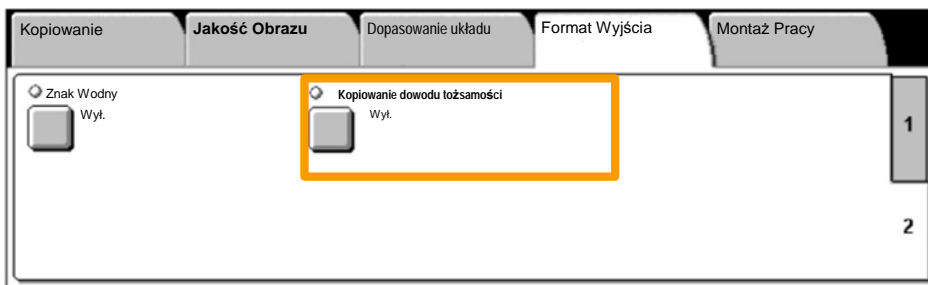 Kopiowanie Jakość Obrazu Dopasowanie układu Format Wyjścia Montaż Pracy
Znak Wodny Kopiowanie dowodu tożsamości
Wył. Wył.
1
2